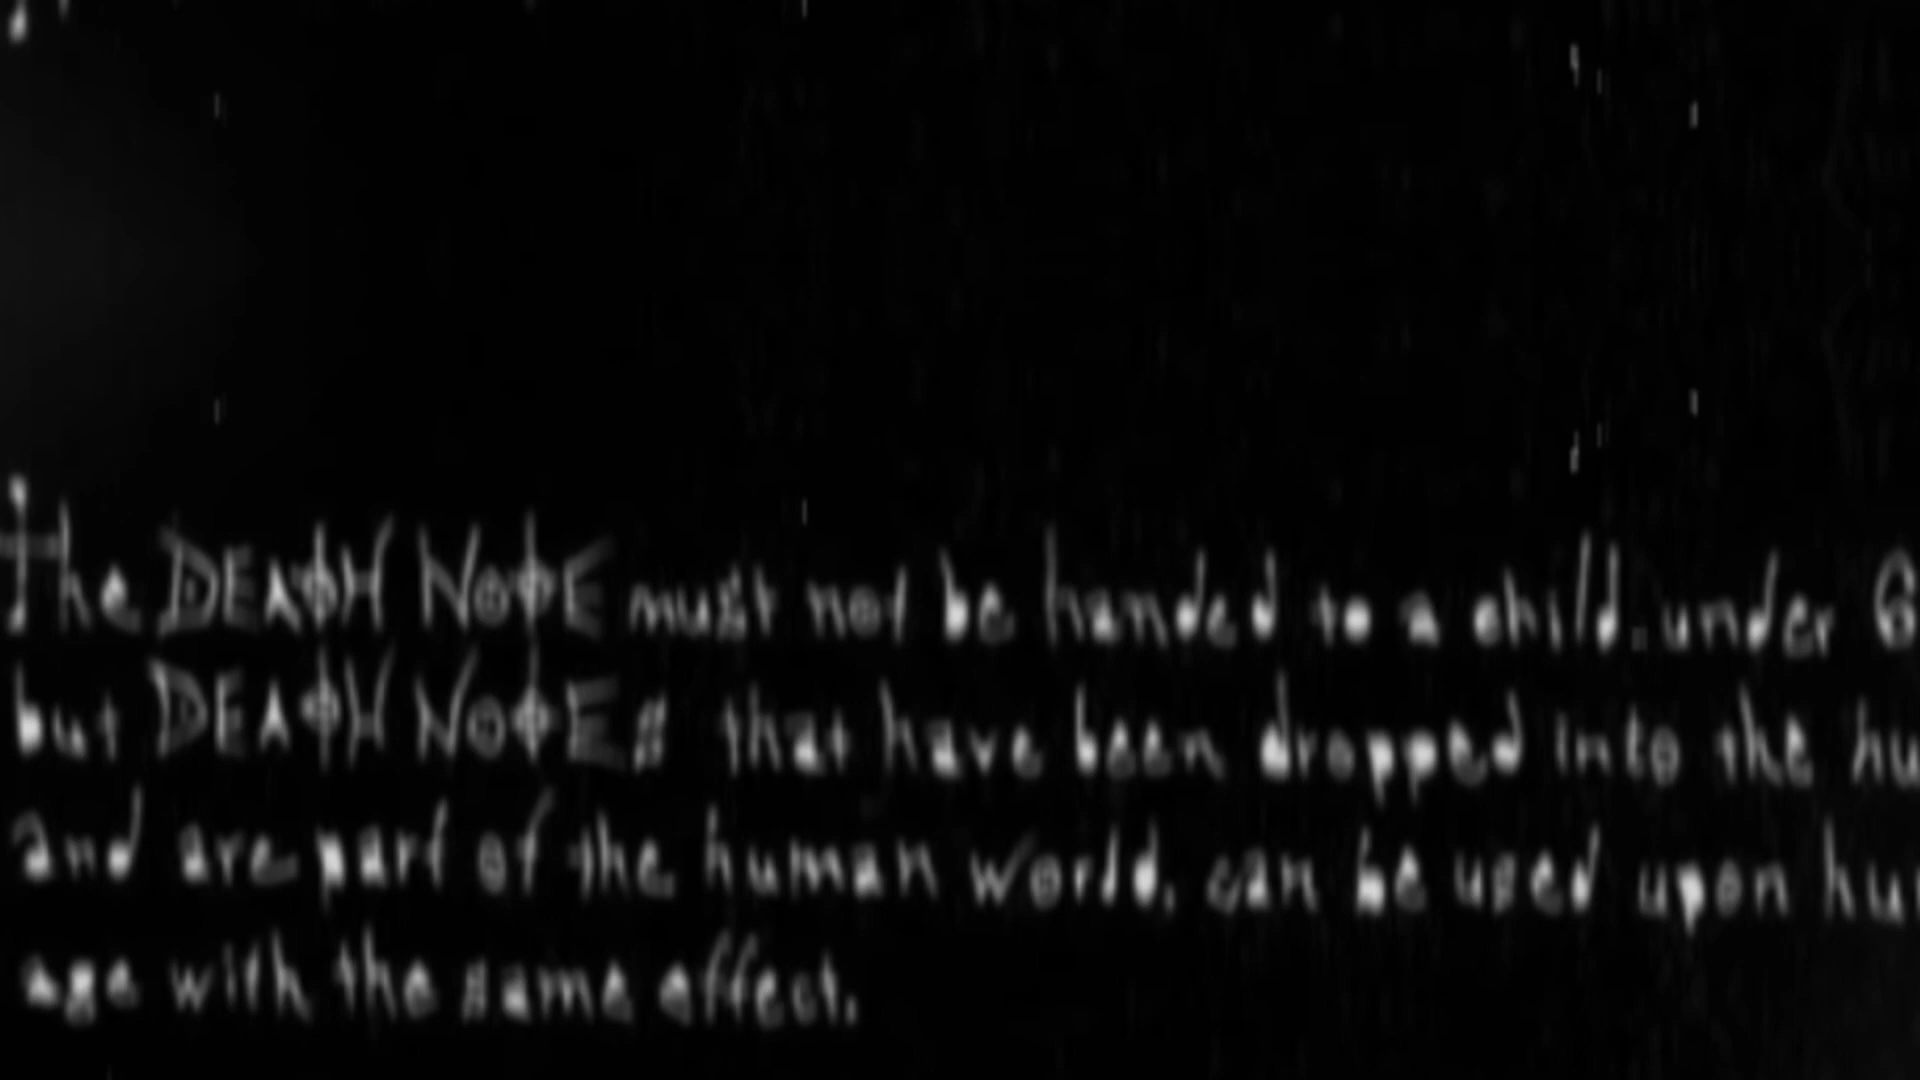 The DEATH NOTE must not be handed to a child. under 6
but DEATH NOTEs that have been dropped into the hu
and are part of the human world, can be used upon hu
age with the same effect.